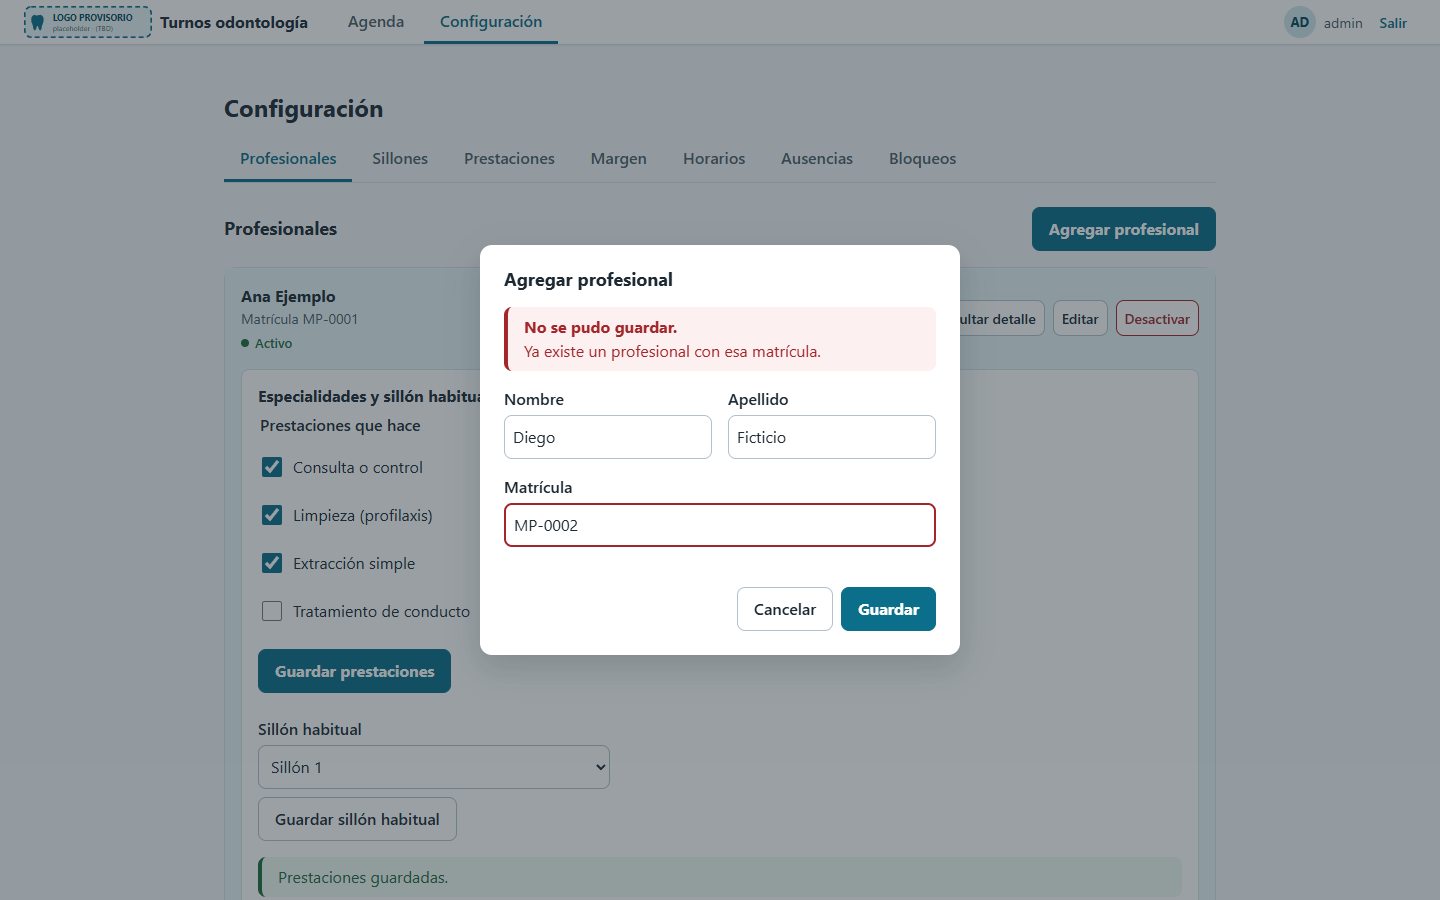 LOGO PROVISORIO
placeholder · (TBD)
Turnos odontología
Agenda
Configuración
AD
admin
Salir
Configuración
Profesionales
Sillones
Prestaciones
Margen
Horarios
Ausencias
Bloqueos
Profesionales
Agregar profesional
Ana Ejemplo
Matrícula MP-0001
Activo
ultar detalle
Editar
Desactivar
Especialidades y sillón habitua
Prestaciones que hace
Consulta o control
Limpieza (profilaxis)
Extracción simple
Tratamiento de conducto
Guardar prestaciones
Sillón habitual
Sillón 1
Guardar sillón habitual
Prestaciones guardadas.
Agregar profesional
No se pudo guardar.
Ya existe un profesional con esa matrícula.
Nombre
Apellido
Diego
Ficticio
Matrícula
MP-0002
Cancelar
Guardar